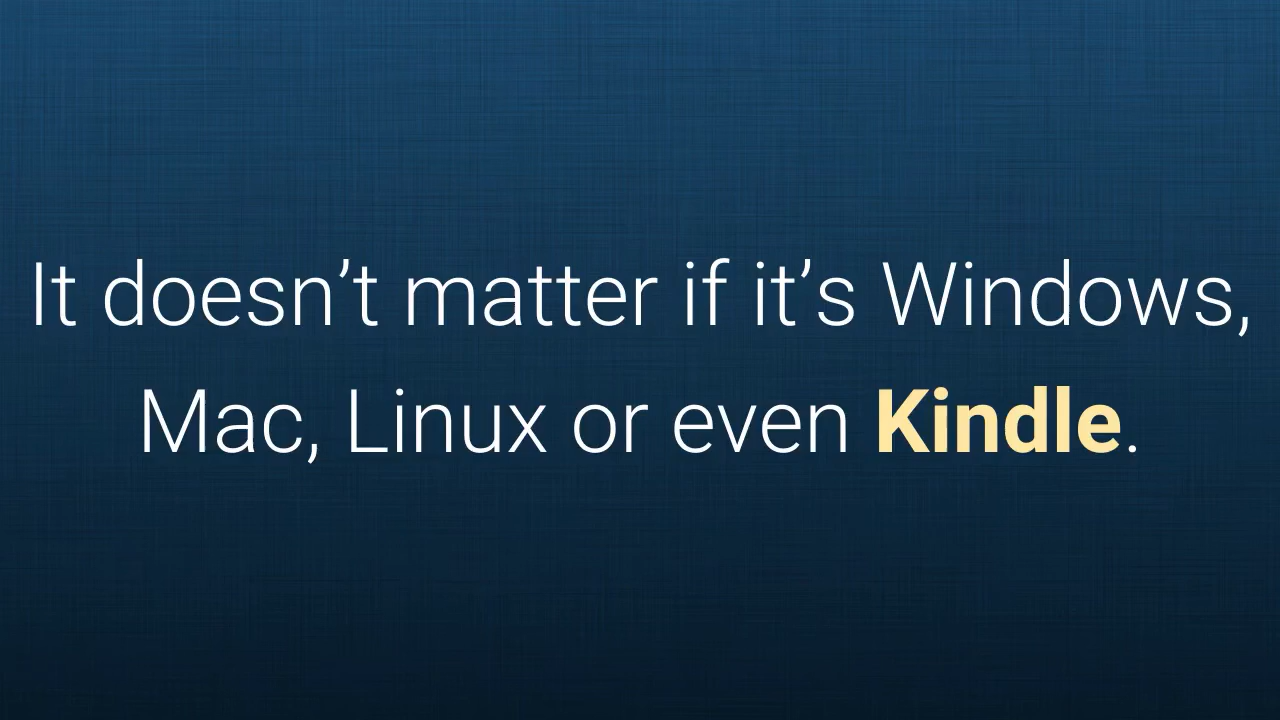 It doesn’t matter if it’s Windows,
Mac, Linux or even Kindle.